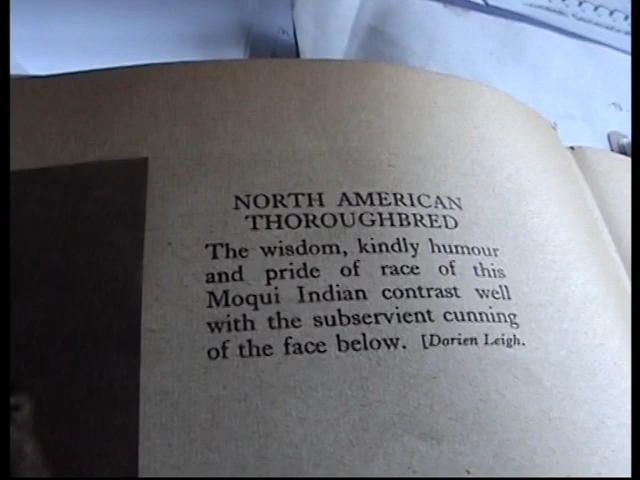 NORTH AMERICAN
THOROUGHBRED
The wisdom, kindly humour
and pride of race of this
Moqui Indian contrast well
with the subservient cunning
of the face below. [Dorien Leigh.